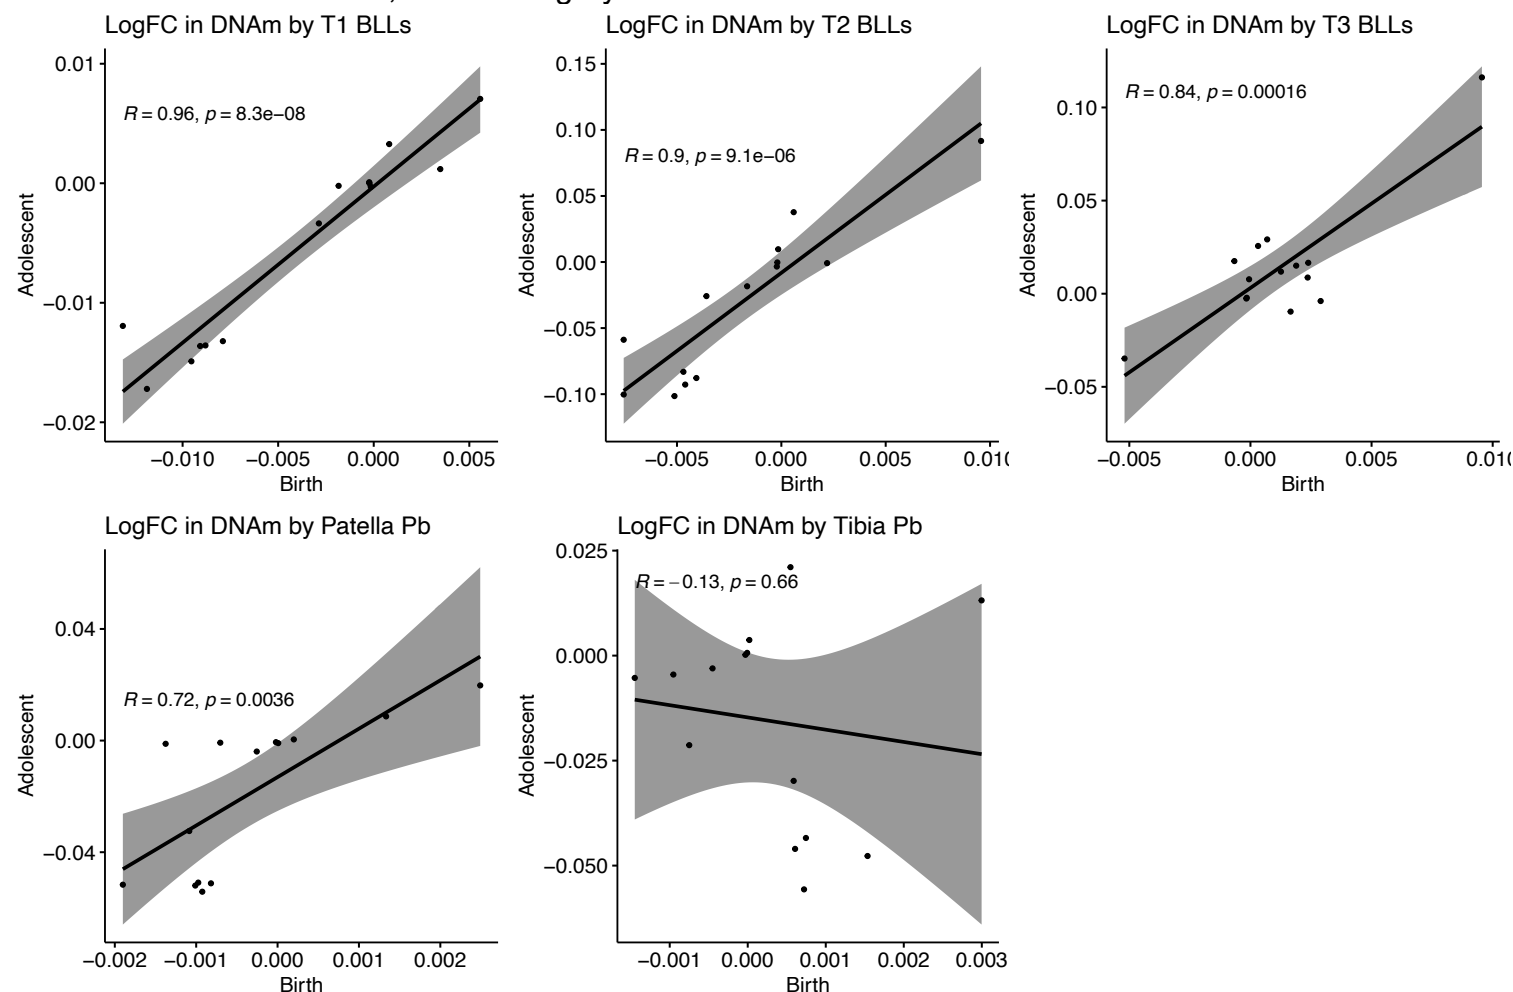 LogFC in DNAm by T1 BLLs
0.01
0.00
−0.01
−0.02
R = 0.96, p = 8.3e−08
Adolescent
−0.010 −0.005 0.000 0.005
Birth
LogFC in DNAm by T2 BLLs
0.15
0.10
0.05
0.00
−0.05
−0.10
R = 0.9, p = 9.1e−06
Adolescent
−0.005 0.000 0.005
Birth
LogFC in DNAm by T3 BLLs
0.10
0.05
0.00
−0.05
R = 0.84, p = 0.00016
Adolescent
−0.005 0.000 0.005
Birth
LogFC in DNAm by Patella Pb
0.04
0.00
−0.04
R = 0.72, p = 0.0036
Adolescent
−0.002 −0.001 0.000 0.001 0.002
Birth
LogFC in DNAm by Tibia Pb
0.025
0.000
−0.025
−0.050
R = −0.13, p = 0.66
Adolescent
−0.001 0.000 0.001 0.002 0.003
Birth